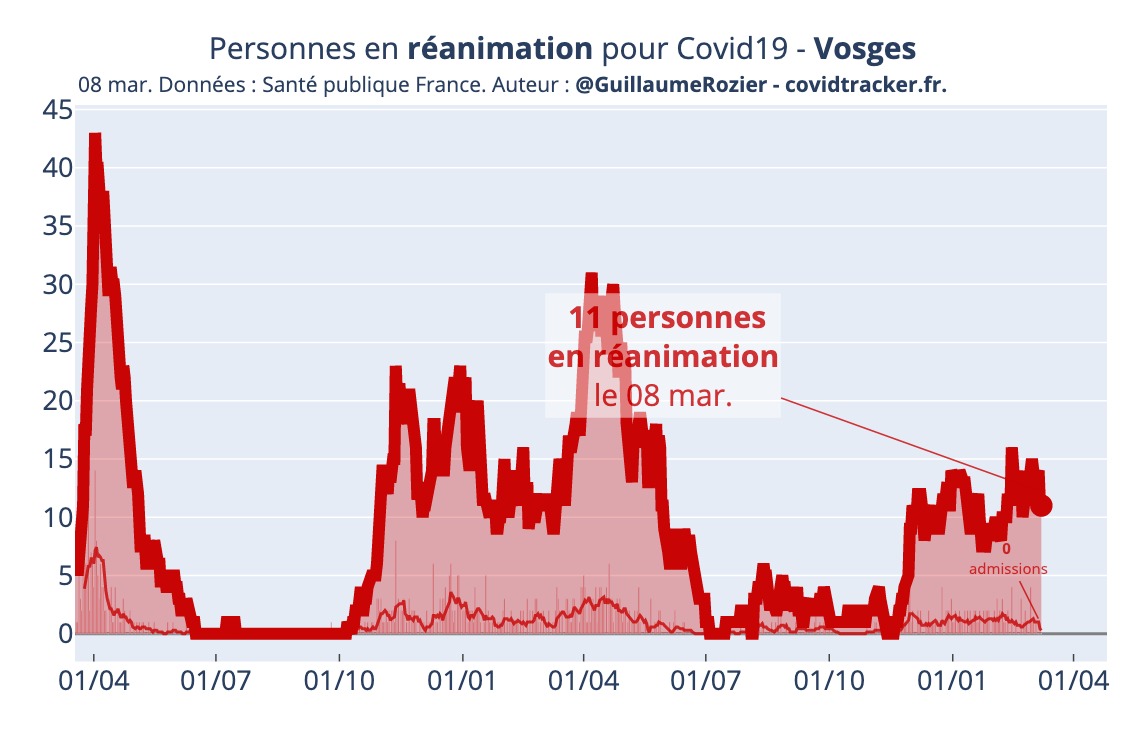 Personnes en réanimation pour Covid19 - Vosges
08 mar. Données : Santé publique France. Auteur : @GuillaumeRozier - covidtracker.fr.
45
40
35
30
25
20
15
10
5
0
11 personnes
en réanimation
le 08 mar.
0
admissions
01/04 01/07 01/10 01/01 01/04 01/07 01/10 01/01 01/04